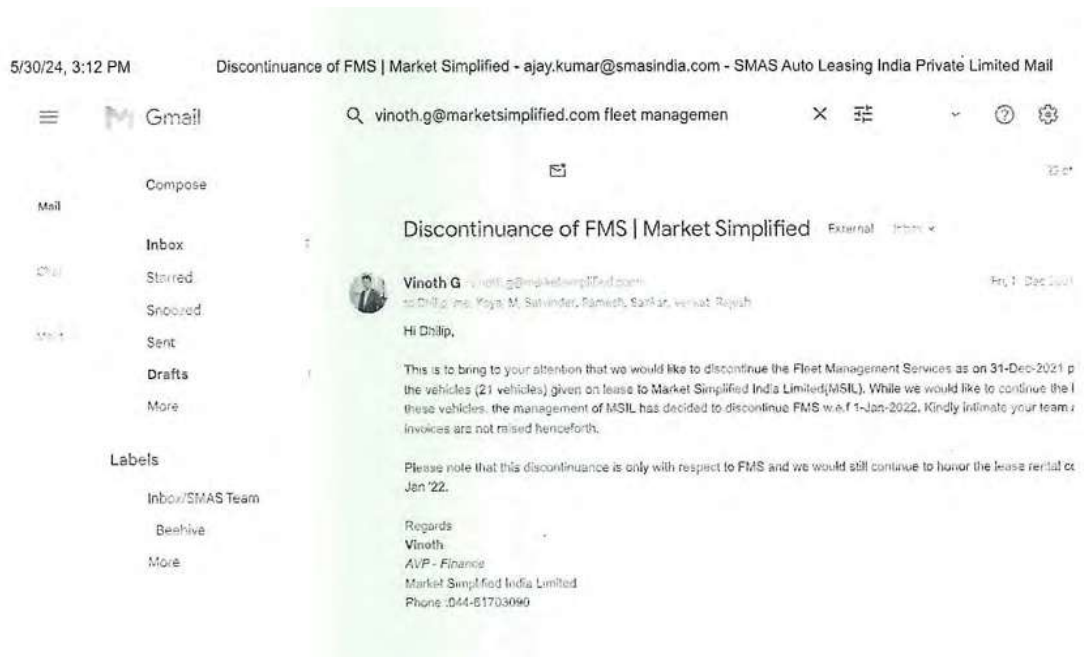 5/30/24, 3:12 PM Discontinuance of FMS | Market Simplified - ajay.kumar@smasindia.com - SMAS Auto Leasing India Private Limited Mail
Gmail
vinoth.g@marketsimplified.com fleet managemen
Compose
Mail
Discontinuance of FMS | Market Simplified External Inbox
Inbox
Starred
Vinoth G Fri, Dec
Snoozed
Hi Dhilip,
Sent
Drafts
This is to bring to your attention that we would like to discontinue the Fleet Management Services as on 31-Dec-2021 p
the vehicles (21 vehicles) given on lease to Market Simplified India Limited(MSIL). While we would like to continue the l
More
these vehicles, the management of MSIL has decided to discontinue FMS w.e.f 1-Jan-2022. Kindly intimate your team
invoices are not raised henceforth.
Labels
Please note that this discontinuance is only with respect to FMS and we would still continue to honor the lease rental
Jan '22.
Inbox/SMAS Team
Beehive
More
Regards
Vinoth
AVP - Finance
Market Simplified India Limited
Phone :044-61703090